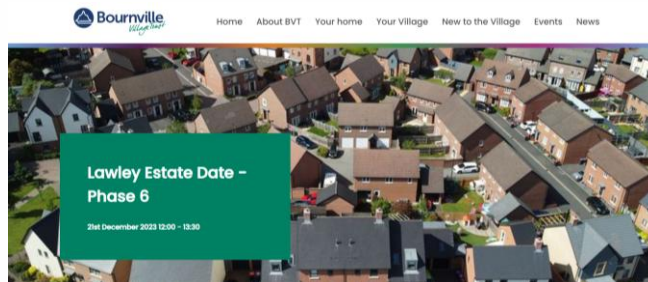 Bournville
Village Trust
Home About BVT Your home Your Village New to the Village Events News
Lawley Estate Date -
Phase 6
21st December 2023 12:00 - 13:30